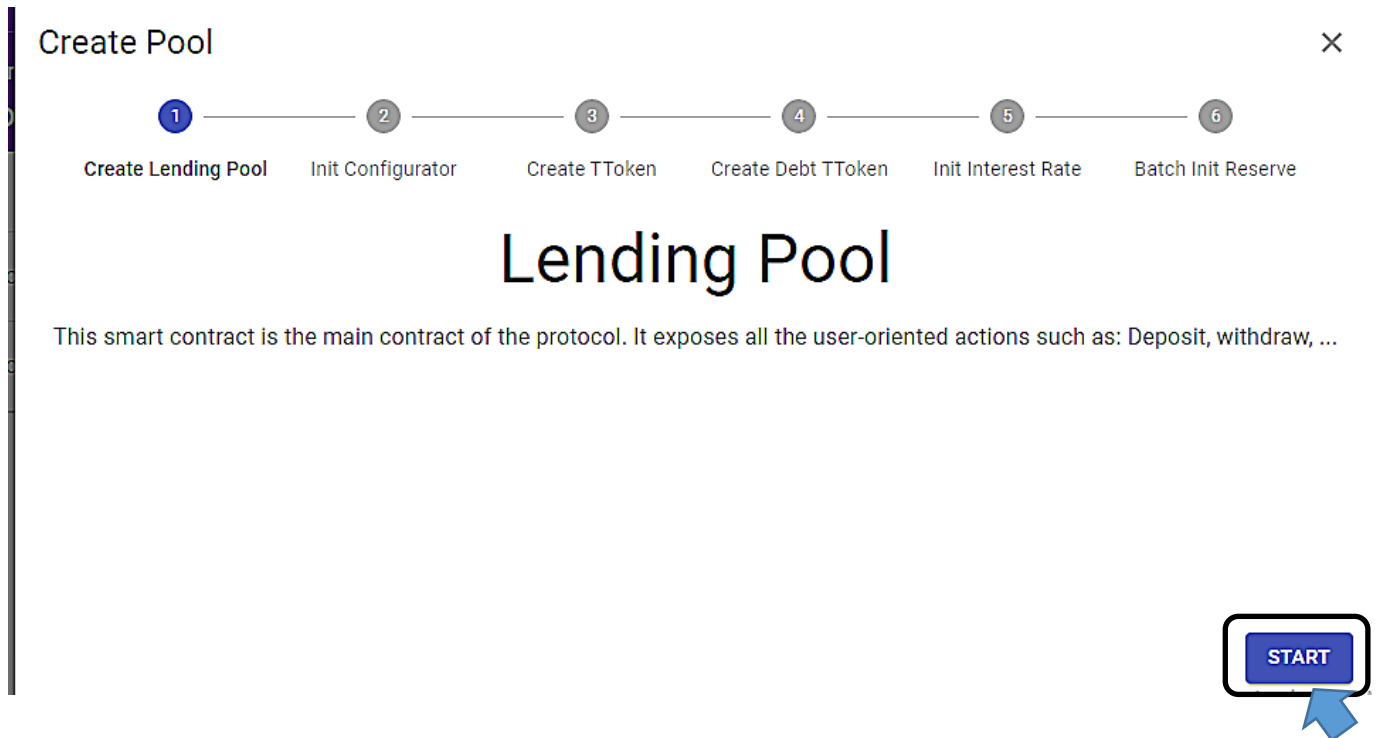 Create Pool
1 2 3 4 5 6
Create Lending Pool Init Configurator Create TToken Create Debt TToken Init Interest Rate Batch Init Reserve
Lending Pool
This smart contract is the main contract of the protocol. It exposes all the user-oriented actions such as: Deposit, withdraw, ...
START